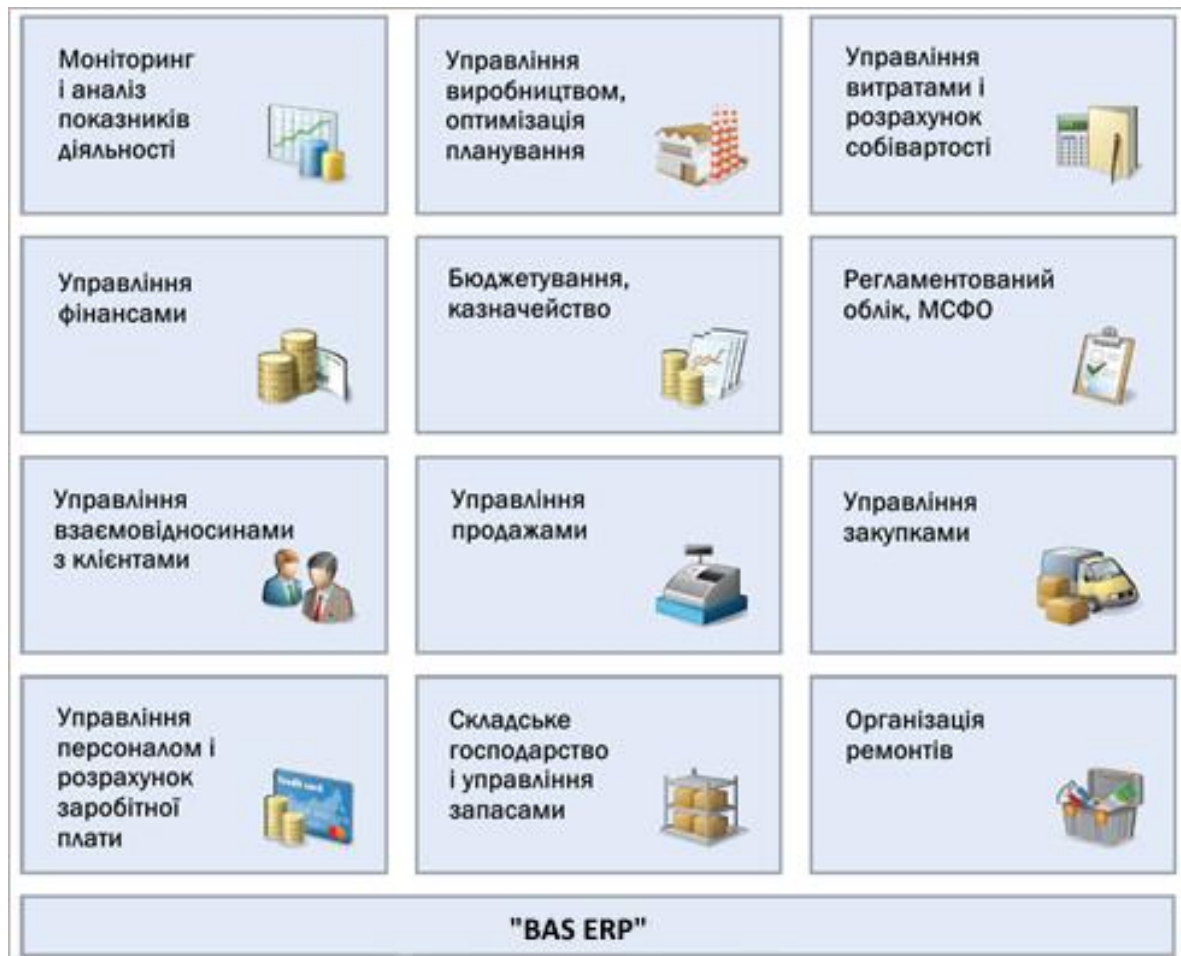 Моніторинг
і аналіз
показників
діяльності
Управління
виробництвом,
оптимізація
планування
Управління
витратами і
розрахунок
собівартості
Управління
фінансами
Бюджетування,
казначейство
Регламентований
облік, МСФО
Управління
взаємовідносинами
з клієнтами
Управління
продажами
Управління
закупками
Управління
персоналом і
розрахунок
заробітної
плати
Credit card
Складське
господарство
і управління
запасами
Організація
ремонтів
"BAS ERP"